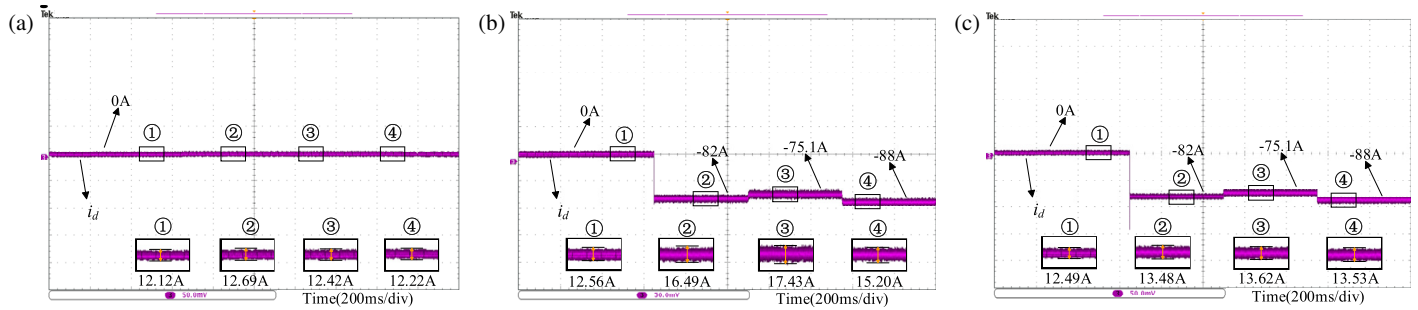 (a)
Tek
0A
① ② ③ ④
i_d
① ② ③ ④
12.12A 12.69A 12.42A 12.22A
50.0mV
Time(200ms/div)
(b)
Tek
0A
①
-82A
-75.1A
-88A
② ③ ④
i_d
① ② ③ ④
12.56A 16.49A 17.43A 15.20A
50.0mV
Time(200ms/div)
(c)
Tek
0A
①
-82A
-75.1A
-88A
② ③ ④
i_d
① ② ③ ④
12.49A 13.48A 13.62A 13.53A
50.0mV
Time(200ms/div)